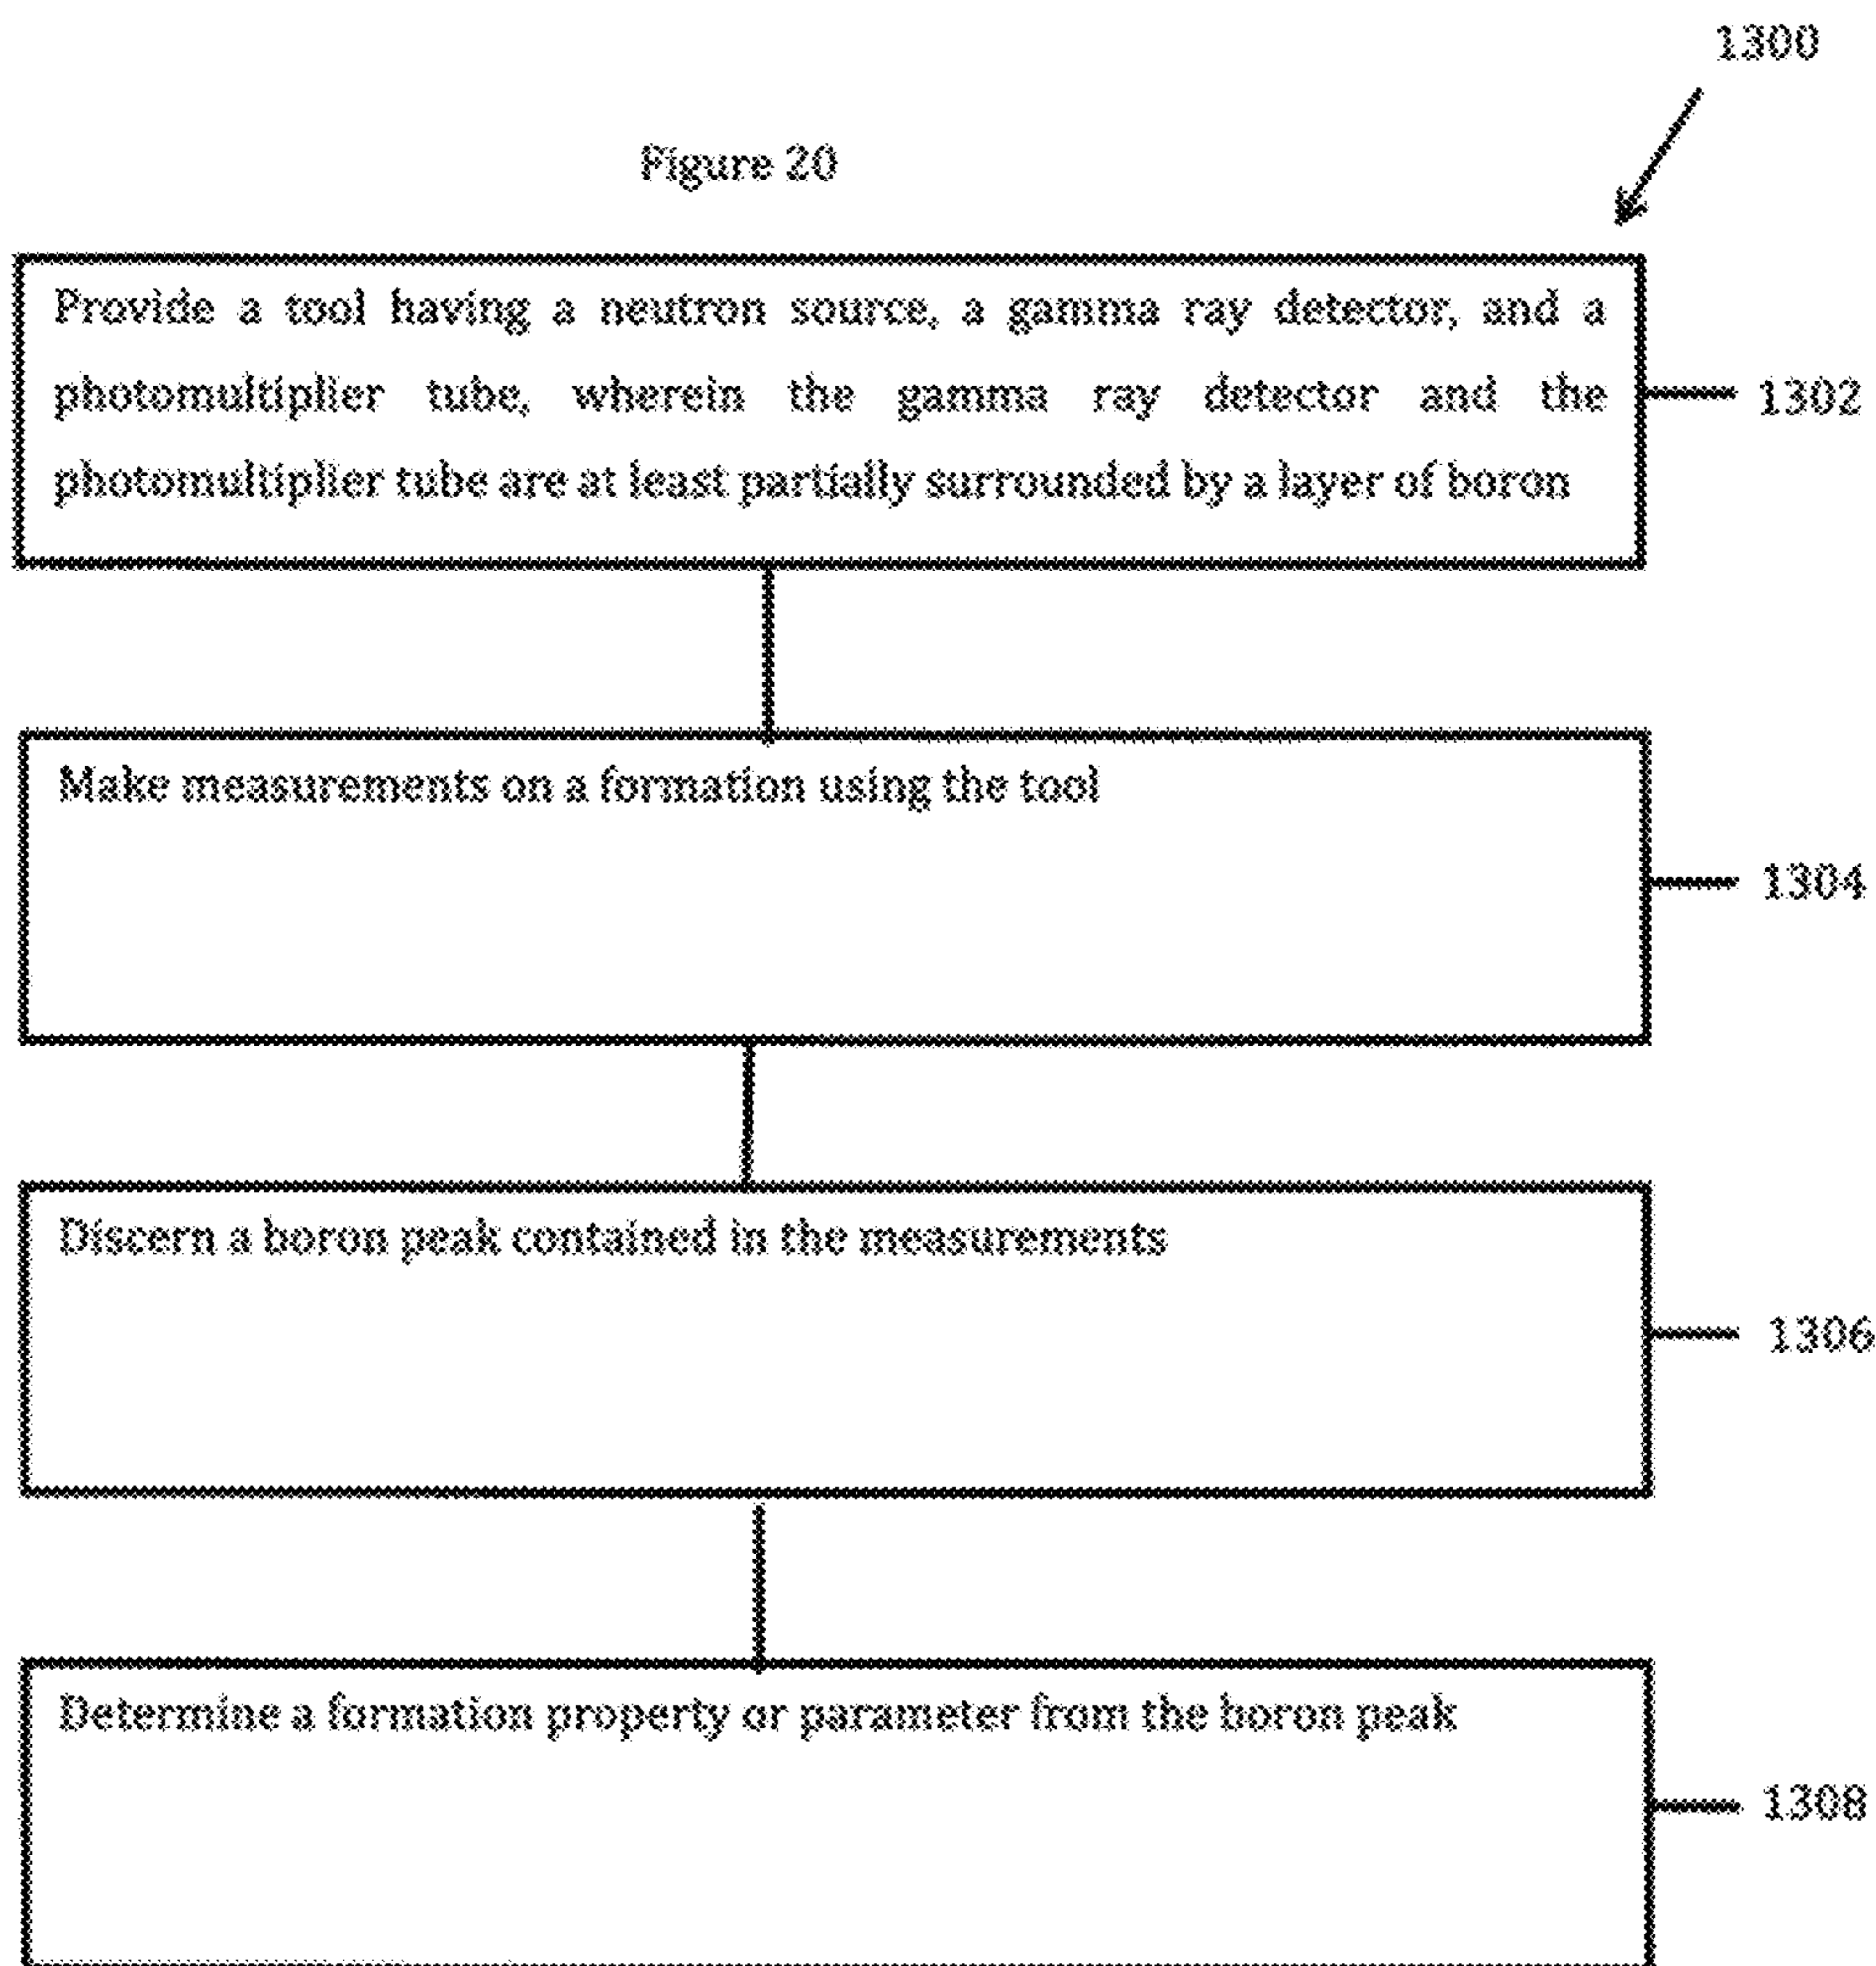 1300
Figure 20
Provide a tool having a neutron source, a gamma ray detector, and a
photomultiplier tube, wherein the gamma ray detector and the
photomultiplier tube are at least partially surrounded by a layer of boron
1302
Make measurements on a formation using the tool
1304
Discern a boron peak contained in the measurements
1306
Determine a formation property or parameter from the boron peak
1308